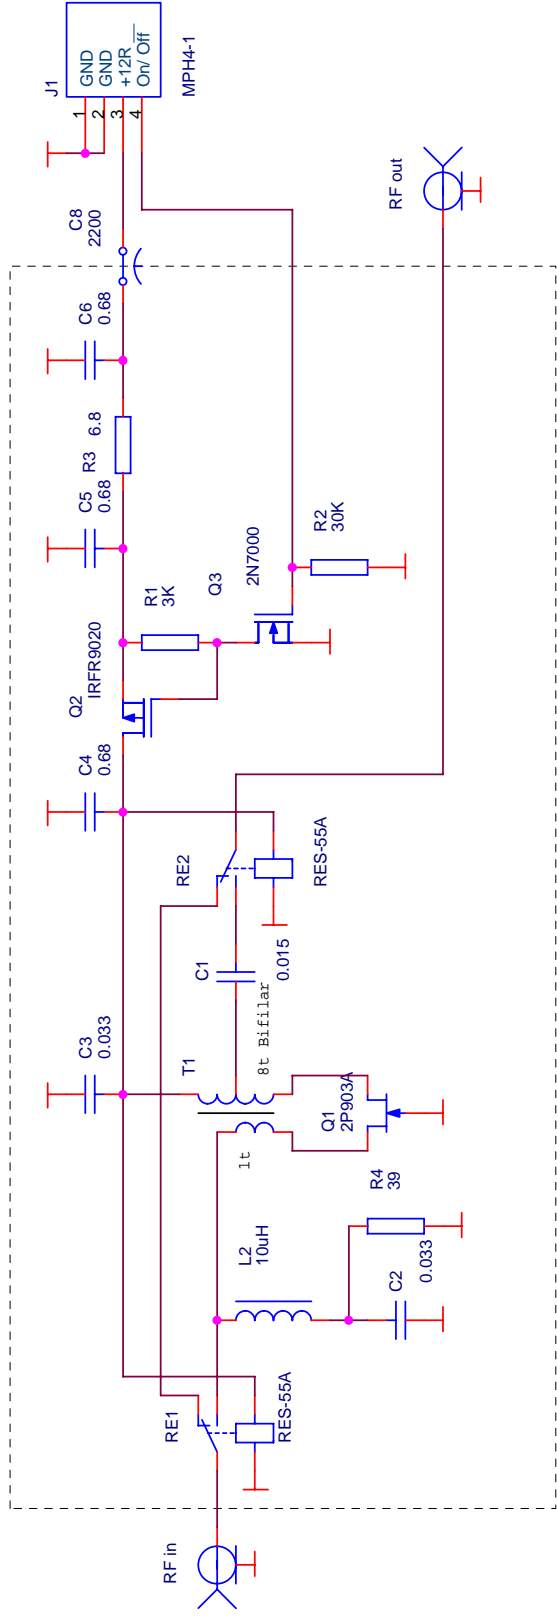 J1
GND
GND
+12R
On/ Off
1
2
3
4
MPH4-1
C8
2200
RF out
C6
0.68
R3
6.8
C5
0.68
R1
3K
Q3
2N7000
R2
30K
Q2
IRFR9020
C4
0.68
RE2
RES-55A
C1
0.015
C3
0.033
T1
8t Bifilar
1t
Q1
2P903A
R4
39
L2
10uH
C2
0.033
RE1
RES-55A
RF in